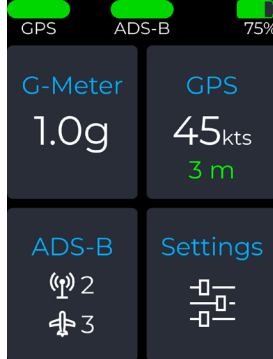 GPS ADS-B 75%
G-Meter
1.0g
GPS
45kts
3 m
ADS-B
2
3
Settings